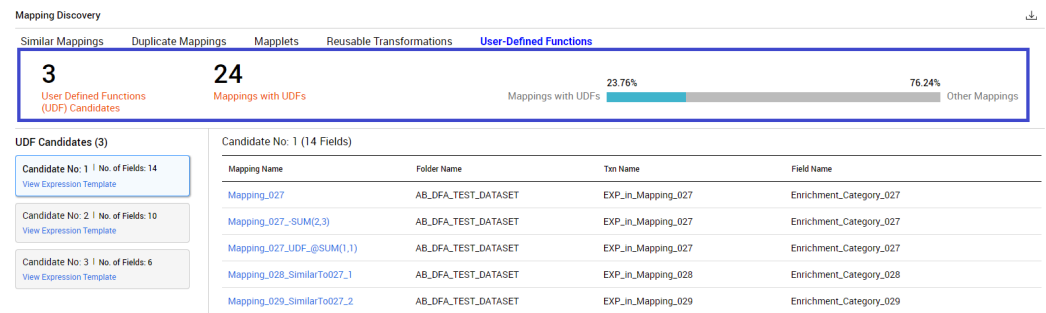 Mapping Discovery
Similar Mappings Duplicate Mappings Mapplets Reusable Transformations User-Defined Functions
3
User Defined Functions
(UDF) Candidates
24
Mappings with UDFs
23.76% 76.24%
Mappings with UDFs Other Mappings
UDF Candidates (3)
Candidate No: 1 | No. of Fields: 14
View Expression Template
Candidate No: 2 | No. of Fields: 10
View Expression Template
Candidate No: 3 | No. of Fields: 6
View Expression Template
Candidate No: 1 (14 Fields)
Mapping Name Folder Name Txn Name Field Name
Mapping_027 AB_DFA_TEST_DATASET EXP_in_Mapping_027 Enrichment_Category_027
Mapping_027_-SUM(2,3) AB_DFA_TEST_DATASET EXP_in_Mapping_027 Enrichment_Category_027
Mapping_027_UDF_@SUM(1,1) AB_DFA_TEST_DATASET EXP_in_Mapping_027 Enrichment_Category_027
Mapping_028_SimilarTo027_1 AB_DFA_TEST_DATASET EXP_in_Mapping_028 Enrichment_Category_028
Mapping_029_SimilarTo027_2 AB_DFA_TEST_DATASET EXP_in_Mapping_029 Enrichment_Category_029